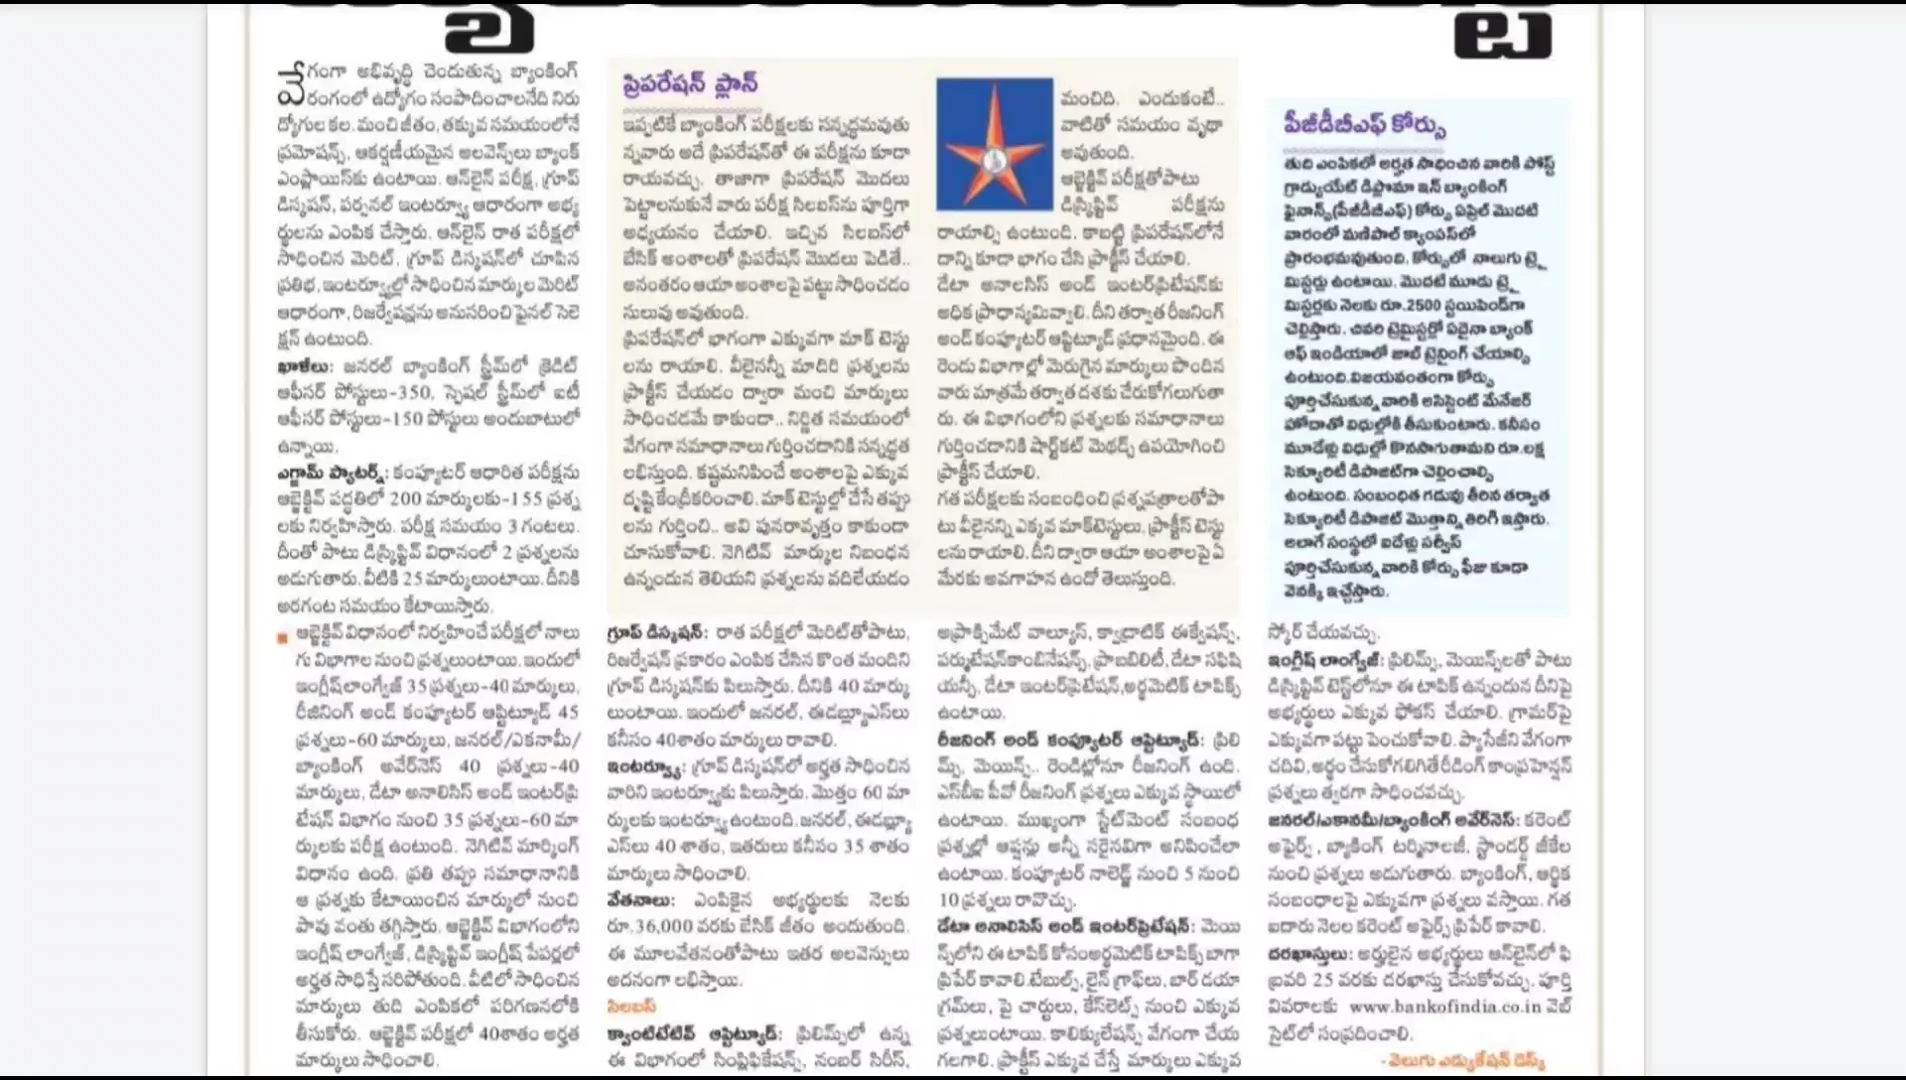 వేగంగా అభివృద్ధి చెందుతున్న బ్యాంకింగ్
రంగంలో ఉద్యోగం సంపాదించాలనేది నిరు
ద్యోగుల కల. మంచి జీతం, తక్కువ సమయంలోనే
ప్రమోషన్స్, ఆకర్షణీయమైన అలవెన్స్‌లు బ్యాంక్
ఎంప్లాయిస్‌కు ఉంటాయి. ఆన్‌లైన్ పరీక్ష, గ్రూప్
డిస్కషన్, పర్సనల్ ఇంటర్వ్యూ ఆధారంగా అభ్య
ర్థులను ఎంపిక చేస్తారు. ఆన్‌లైన్ రాత పరీక్షలో
సాధించిన మెరిట్, గ్రూప్ డిస్కషన్‌లో చూపిన
ప్రతిభ, ఇంటర్వ్యూల్లో సాధించిన మార్కుల మెరిట్
ఆధారంగా, రిజర్వేషన్లను అనుసరించి ఫైనల్ సెలె
క్షన్ ఉంటుంది.
ఖాళీలు: జనరల్ బ్యాంకింగ్ స్ట్రీమ్‌లో క్రెడిట్
ఆఫీసర్ పోస్టులు-350, స్పెషల్ స్ట్రీమ్‌లో ఐటీ
ఆఫీసర్ పోస్టులు-150 పోస్టులు అందుబాటులో
ఉన్నాయి.
ఎగ్జామ్ ప్యాటర్న్: కంప్యూటర్ ఆధారిత పరీక్షను
ఆబ్జెక్టివ్ పద్ధతిలో 200 మార్కులకు-155 ప్రశ్న
లకు నిర్వహిస్తారు. పరీక్ష సమయం 3 గంటలు.
దీంతో పాటు డిస్క్రిప్టివ్ విధానంలో 2 ప్రశ్నలను
అడుగుతారు. వీటికి 25 మార్కులుంటాయి. దీనికి
అరగంట సమయం కేటాయిస్తారు.
■ ఆబ్జెక్టివ్ విధానంలో నిర్వహించే పరీక్షలో నాలు
గు విభాగాల నుంచి ప్రశ్నలుంటాయి. ఇందులో
ఇంగ్లీష్ లాంగ్వేజ్ 35 ప్రశ్నలు-40 మార్కులు,
రీజినింగ్ అండ్ కంప్యూటర్ ఆప్టిట్యూడ్ 45
ప్రశ్నలు-60 మార్కులు, జనరల్/ఎకనామీ/
బ్యాంకింగ్ అవేర్‌నెస్ 40 ప్రశ్నలు-40
మార్కులు, డేటా అనాలిసిస్ అండ్ ఇంటర్‌ప్రి
టేషన్ విభాగం నుంచి 35 ప్రశ్నలు-60 మా
ర్కులకు పరీక్ష ఉంటుంది. నెగిటివ్ మార్కింగ్
విధానం ఉంది. ప్రతి తప్పు సమాధానానికి
ఆ ప్రశ్నకు కేటాయించిన మార్కులో నుంచి
పావు వంతు తగ్గిస్తారు. ఆబ్జెక్టివ్ విభాగంలోని
ఇంగ్లీష్ లాంగ్వేజ్, డిస్క్రిప్టివ్ ఇంగ్లీష్ పేపర్లలో
అర్హత సాధిస్తే సరిపోతుంది. వీటిలో సాధించిన
మార్కులు తుది ఎంపికలో పరిగణనలోకి
తీసుకోరు. ఆబ్జెక్టివ్ పరీక్షలో 40శాతం అర్హత
మార్కులు సాధించాలి.
ప్రిపరేషన్ ప్లాన్
ఇప్పటికే బ్యాంకింగ్ పరీక్షలకు సన్నద్ధమవుతు
న్నవారు అదే ప్రిపరేషన్‌తో ఈ పరీక్షను కూడా
రాయవచ్చు. తాజాగా ప్రిపరేషన్ మొదలు
పెట్టాలనుకునే వారు పరీక్ష సిలబస్‌ను పూర్తిగా
అధ్యయనం చేయాలి. ఇచ్చిన సిలబస్‌లో
బేసిక్ అంశాలతో ప్రిపరేషన్ మొదలు పెడితే..
అనంతరం ఆయా అంశాలపై పట్టు సాధించడం
సులువు అవుతుంది.
ప్రిపరేషన్‌లో భాగంగా ఎక్కువగా మాక్ టెస్టు
లను రాయాలి. వీలైనన్నీ మాదిరి ప్రశ్నలను
ప్రాక్టీస్ చేయడం ద్వారా మంచి మార్కులు
సాధించడమే కాకుండా.. నిర్ణీత సమయంలో
వేగంగా సమాధానాలు గుర్తించడానికి సన్నద్ధత
లభిస్తుంది. కష్టమనిపించే అంశాలపై ఎక్కువ
దృష్టి కేంద్రీకరించాలి. మాక్ టెస్టుల్లో చేసే తప్పు
లను గుర్తించి.. అవి పునరావృత్తం కాకుండా
చూసుకోవాలి. నెగిటివ్ మార్కుల నిబంధన
ఉన్నందున తెలియని ప్రశ్నలను వదిలేయడం
మంచిది. ఎందుకంటే..
వాటితో సమయం వృథా
అవుతుంది.
ఆబ్జెక్టివ్ పరీక్షతోపాటు
డిస్క్రిప్టివ్ పరీక్షను
రాయాల్సి ఉంటుంది. కాబట్టి ప్రిపరేషన్‌లోనే
దాన్ని కూడా భాగం చేసి ప్రాక్టీస్ చేయాలి.
డేటా అనాలసిస్ అండ్ ఇంటర్‌ప్రిటేషన్‌కు
అధిక ప్రాధాన్యమివ్వాలి. దీని తర్వాత రీజనింగ్
అండ్ కంప్యూటర్ ఆప్టిట్యూడ్ ప్రధానమైంది. ఈ
రెండు విభాగాల్లో మెరుగైన మార్కులు పొందిన
వారు మాత్రమే తర్వాత దశకు చేరుకోగలుగుతా
రు. ఈ విభాగంలోని ప్రశ్నలకు సమాధానాలు
గుర్తించడానికి షార్ట్‌కట్ మెథడ్స్ ఉపయోగించి
ప్రాక్టీస్ చేయాలి.
గత పరీక్షలకు సంబంధించి ప్రశ్నపత్రాలతోపా
టు వీలైనన్ని ఎక్కువ మాక్‌టెస్టులు, ప్రాక్టీస్ టెస్టు
లను రాయాలి. దీని ద్వారా ఆయా అంశాలపై ఏ
మేరకు అవగాహన ఉందో తెలుస్తుంది.
పీజీడీబీఎఫ్ కోర్సు
తుది ఎంపికలో అర్హత సాధించిన వారికి పోస్ట్
గ్రాడ్యుయేట్ డిప్లొమా ఇన్ బ్యాంకింగ్
ఫైనాన్స్(పీజీడీబీఎఫ్) కోర్సు ఏప్రిల్ మొదటి
వారంలో మణిపాల్ క్యాంపస్‌లో
ప్రారంభమవుతుంది. కోర్సులో నాలుగు ట్రై
మిస్టర్లు ఉంటాయి. మొదటి మూడు ట్రై
మిస్టర్లకు నెలకు రూ.2500 స్టయిపెండ్‌గా
చెల్లిస్తారు. చివరి ట్రైమిస్టర్లో ఏదైనా బ్యాంక్
ఆఫ్ ఇండియాలో జాబ్ ట్రైనింగ్ చేయాల్సి
ఉంటుంది.విజయవంతంగా కోర్సు
పూర్తిచేసుకున్న వారికి అసిస్టెంట్ మేనేజర్
హోదాతో విధుల్లోకి తీసుకుంటారు. కనీసం
మూడేళ్లు విధుల్లో కొనసాగుతామని రూ.లక్ష
సెక్యూరిటీ డిపాజిట్‌గా చెల్లించాల్సి
ఉంటుంది. సంబంధిత గడువు తీరిన తర్వాత
సెక్యూరిటీ డిపాజిట్ మొత్తాన్ని తిరిగి ఇస్తారు.
అలాగే సంస్థలో ఐదేళ్లు సర్వీస్
పూర్తిచేసుకున్న వారికి కోర్సు ఫీజు కూడా
వెనక్కి ఇచ్చేస్తారు.
గ్రూప్ డిస్కషన్: రాత పరీక్షలో మెరిట్‌తోపాటు,
రిజర్వేషన్ ప్రకారం ఎంపిక చేసిన కొంత మందిని
గ్రూప్ డిస్కషన్‌కు పిలుస్తారు. దీనికి 40 మార్కు
లుంటాయి. ఇందులో జనరల్, ఈడబ్ల్యూఎస్‌లు
కనీసం 40శాతం మార్కులు రావాలి.
ఇంటర్వ్యూ: గ్రూప్ డిస్కషన్‌లో అర్హత సాధించిన
వారిని ఇంటర్వ్యూకు పిలుస్తారు. మొత్తం 60 మా
ర్కులకు ఇంటర్వ్యూ ఉంటుంది. జనరల్, ఈడబ్ల్యూ
ఎస్‌లు 40 శాతం, ఇతరులు కనీసం 35 శాతం
మార్కులు సాధించాలి.
వేతనాలు: ఎంపికైన అభ్యర్థులకు నెలకు
రూ.36,000 వరకు బేసిక్ జీతం అందుతుంది.
ఈ మూలవేతనంతోపాటు ఇతర అలవెన్సులు
అదనంగా లభిస్తాయి.
సిలబస్
క్వాంటిటేటివ్ ఆప్టిట్యూడ్: ప్రిలిమ్స్‌లో ఉన్న
ఈ విభాగంలో సింప్లిఫికేషన్స్, నంబర్ సిరీస్,
అప్రాక్సిమేట్ వాల్యూస్, క్వాడ్రాటిక్ ఈక్వేషన్స్,
పర్ముటేషన్‌కాంబినేషన్స్, ప్రాబబిలిటీ, డేటా సఫిషి
యన్సీ, డేటా ఇంటర్‌ప్రెటేషన్,అర్థమెటిక్ టాపిక్స్
ఉంటాయి.
రీజనింగ్ అండ్ కంప్యూటర్ ఆప్టిట్యూడ్: ప్రిలి
మ్స్, మెయిన్స్.. రెండిట్లోనూ రీజనింగ్ ఉంది.
ఎస్‌బీఐ పీవో రీజనింగ్ ప్రశ్నలు ఎక్కువ స్థాయిలో
ఉంటాయి. ముఖ్యంగా స్టేట్‌మెంట్ సంబంధ
ప్రశ్నల్లో ఆప్షన్లు అన్నీ సరైనవిగా అనిపించేలా
ఉంటాయి. కంప్యూటర్ నాలెడ్జ్ నుంచి 5 నుంచి
10 ప్రశ్నలు రావొచ్చు.
డేటా అనాలిసిస్ అండ్ ఇంటర్‌ప్రిటేషన్: మెయి
న్స్‌లోని ఈ టాపిక్ కోసం అర్థమెటిక్ టాపిక్స్ బాగా
ప్రిపేర్ కావాలి. టేబుల్స్, లైన్ గ్రాఫ్‌లు, బార్ డయా
గ్రమ్‌లు, పై చార్టులు, కేస్‌లెట్స్ నుంచి ఎక్కువ
ప్రశ్నలుంటాయి. కాలిక్యులేషన్స్ వేగంగా చేయ
గలగాలి. ప్రాక్టీస్ ఎక్కువ చేస్తే మార్కులు ఎక్కువ
స్కోర్ చేయవచ్చు.
ఇంగ్లిష్ లాంగ్వేజ్: ప్రిలిమ్స్, మెయిన్స్‌లతో పాటు
డిస్క్రిప్టివ్ టెస్ట్‌లోనూ ఈ టాపిక్ ఉన్నందున దీనిపై
అభ్యర్థులు ఎక్కువ ఫోకస్ చేయాలి. గ్రామర్‌పై
ఎక్కువగా పట్టు పెంచుకోవాలి. ప్యాసేజీని వేగంగా
చదివి, అర్థం చేసుకోగలిగితే రీడింగ్ కాంప్రహెన్షన్
ప్రశ్నలు త్వరగా సాధించవచ్చు.
జనరల్/ఎకానమీ/బ్యాంకింగ్ అవేర్‌నెస్: కరెంట్
అఫైర్స్, బ్యాకింగ్ టర్మినాలజీ, స్టాండర్డ్ జీకేల
నుంచి ప్రశ్నలు అడుగుతారు. బ్యాంకింగ్, ఆర్థిక
సంబంధాలపై ఎక్కువగా ప్రశ్నలు వస్తాయి. గత
ఐదారు నెలల కరెంట్ అఫైర్స్ ప్రిపేర్ కావాలి.
దరఖాస్తులు: అర్హులైన అభ్యర్థులు ఆన్‌లైన్‌లో ఫి
బ్రవరి 25 వరకు దరఖాస్తు చేసుకోవచ్చు. పూర్తి
వివరాలకు www.bankofindia.co.in వెబ్
సైట్‌లో సంప్రదించాలి.
- వెలుగు ఎడ్యుకేషన్ డెస్క్